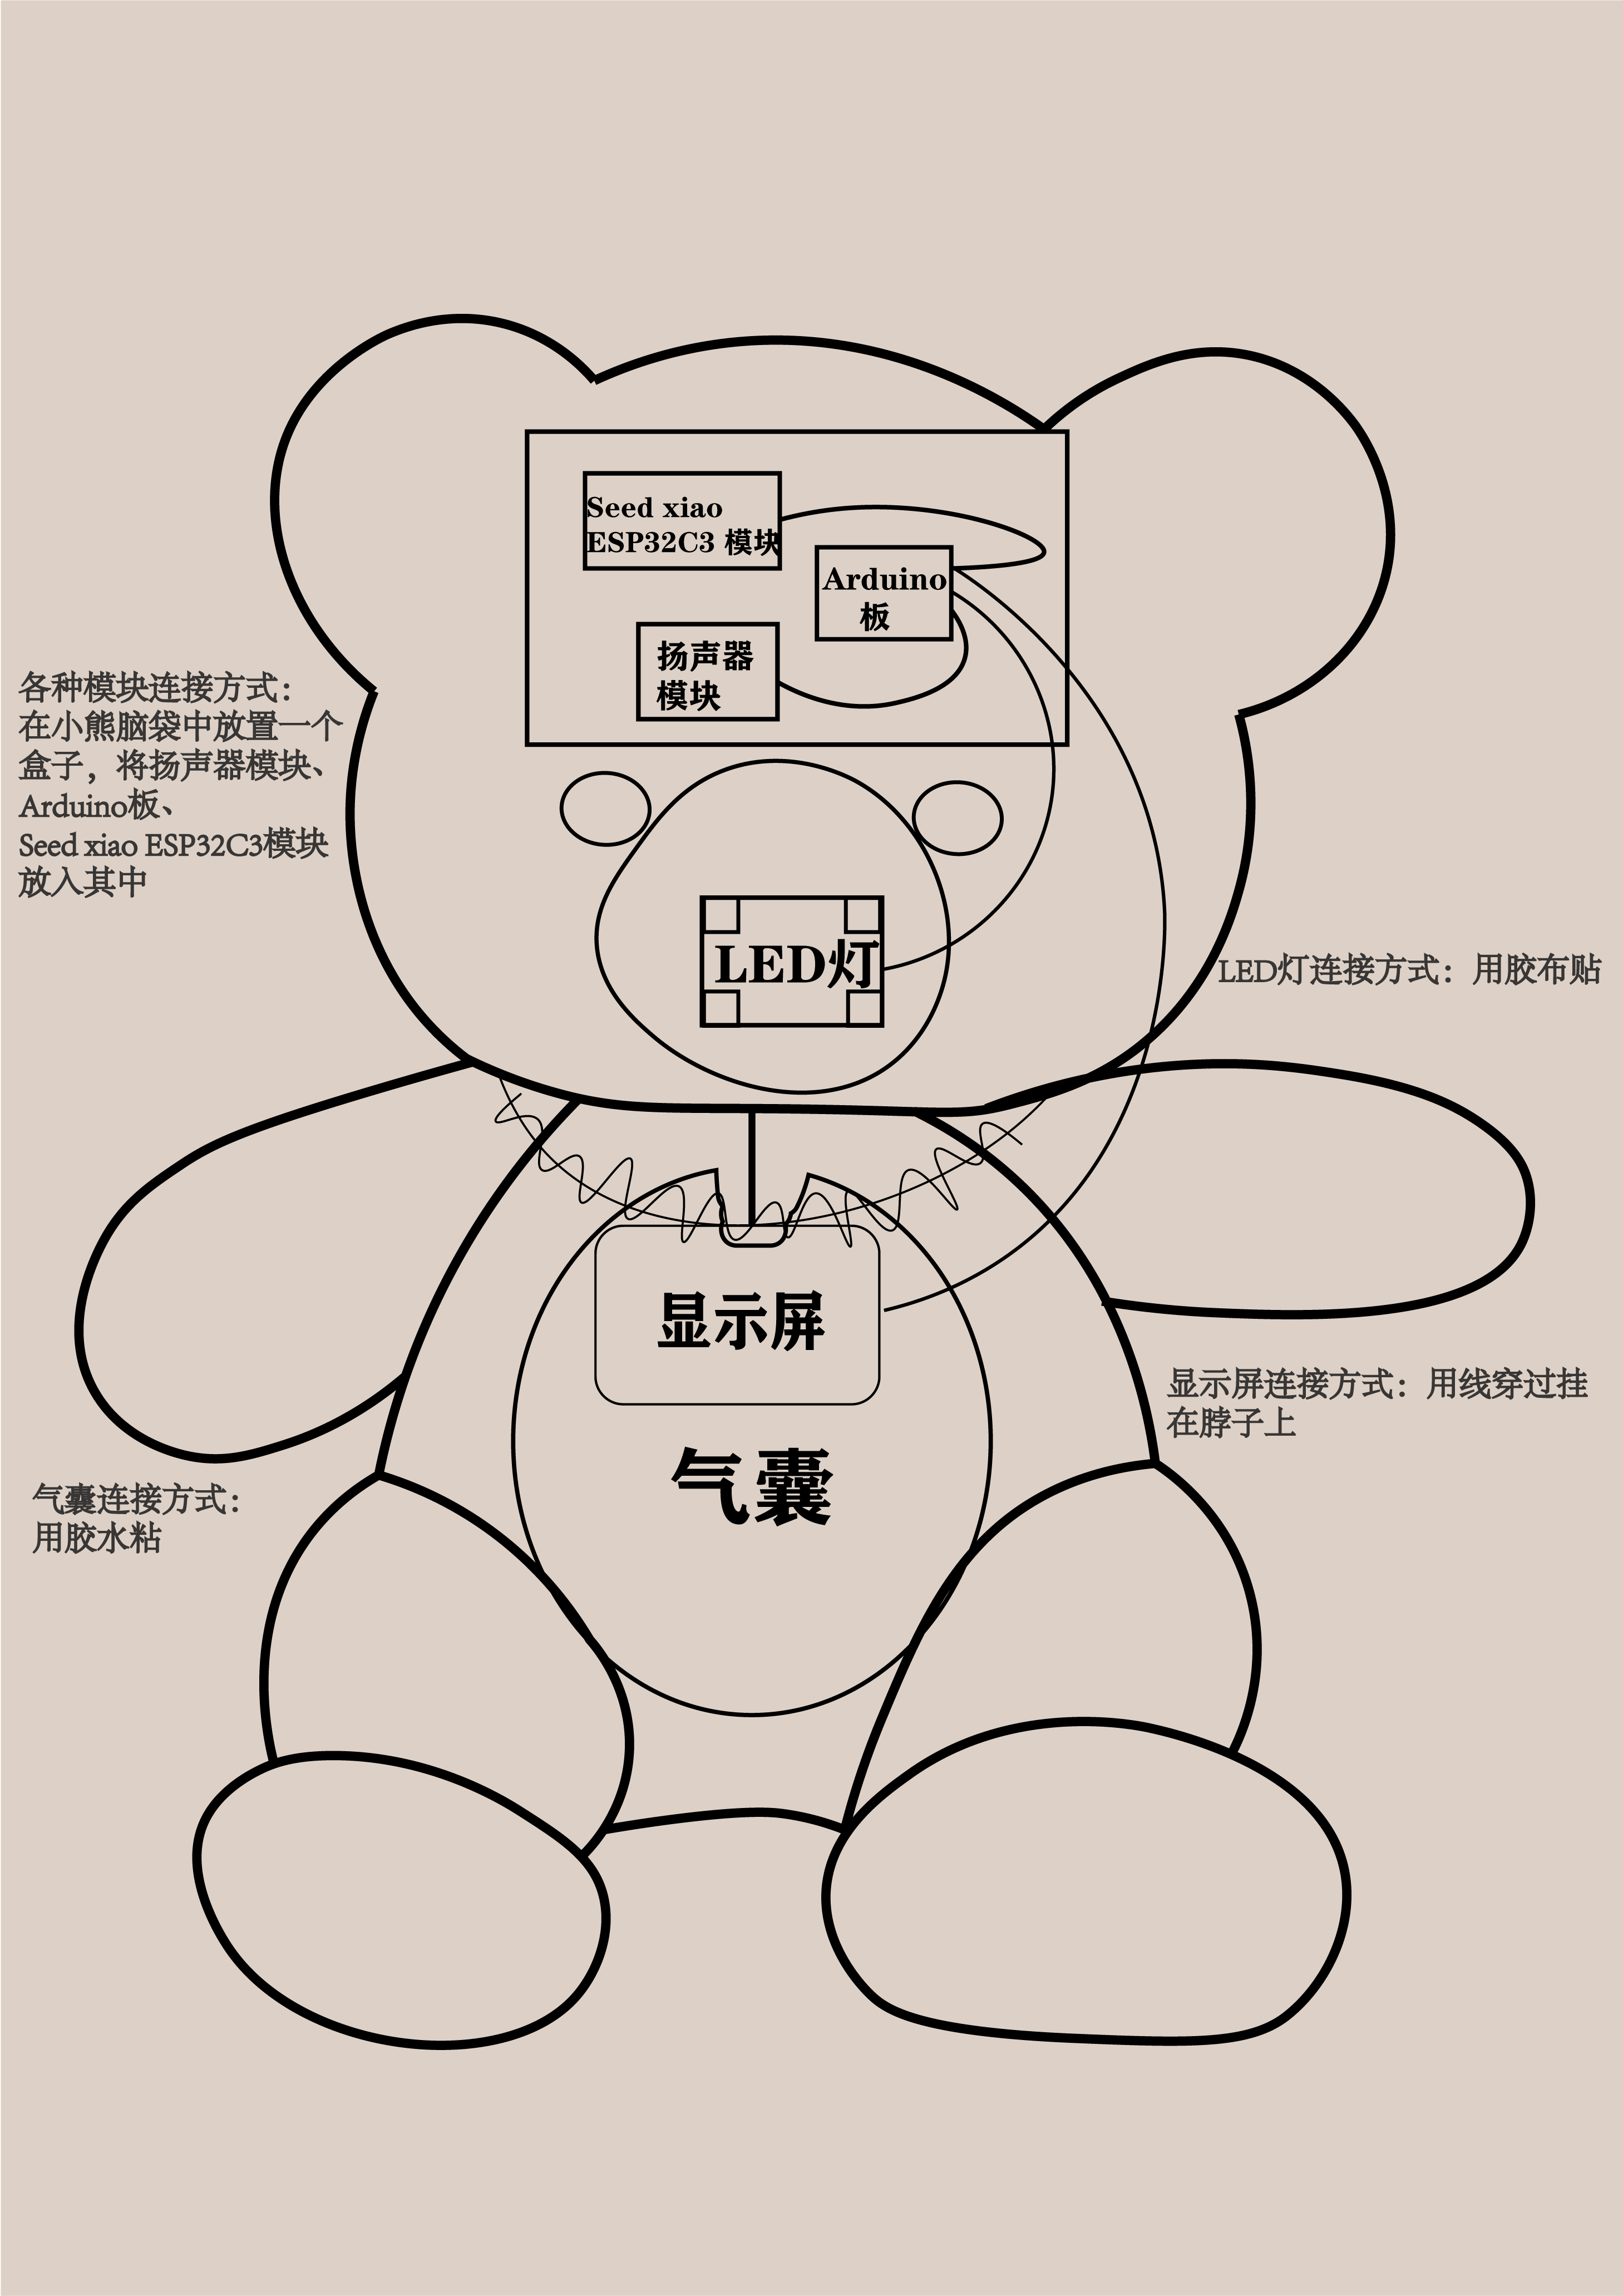 Seed xiao
ESP32C3 模块
Arduino
板
扬声器
模块
各种模块连接方式：
在小熊脑袋中放置一个
盒子，将扬声器模块、
Arduino板、
Seed xiao ESP32C3模块
放入其中
LED灯
LED灯连接方式：用胶布贴
显示屏
显示屏连接方式：用线穿过挂
在脖子上
气囊
气囊连接方式：
用胶水粘